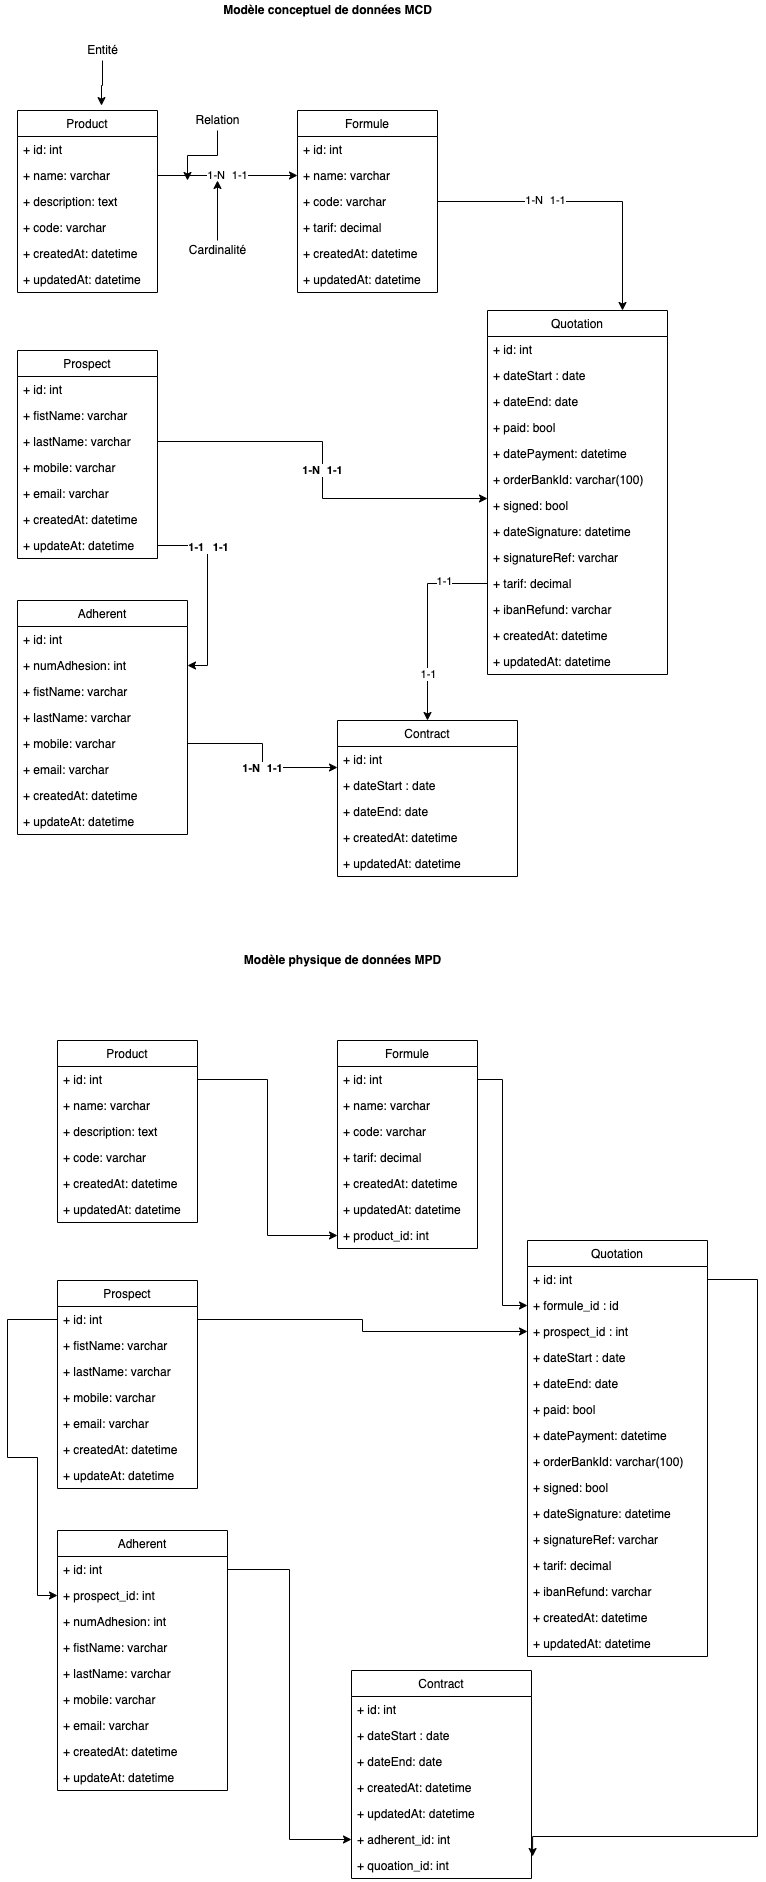 Modèle conceptuel de données MCD
Entité
Product
+ id: int
+ name: varchar
+ description: text
+ code: varchar
+ createdAt: datetime
+ updatedAt: datetime
Relation
1-N 1-1
Cardinalité
Formule
+ id: int
+ name: varchar
+ code: varchar
+ tarif: decimal
+ createdAt: datetime
+ updatedAt: datetime
1-N 1-1
Quotation
+ id: int
+ dateStart : date
+ dateEnd: date
+ paid: bool
+ datePayment: datetime
+ orderBankId: varchar(100)
+ signed: bool
+ dateSignature: datetime
+ signatureRef: varchar
+ tarif: decimal
+ ibanRefund: varchar
+ createdAt: datetime
+ updatedAt: datetime
Prospect
+ id: int
+ fistName: varchar
+ lastName: varchar
+ mobile: varchar
+ email: varchar
+ createdAt: datetime
+ updateAt: datetime
1-N 1-1
1-1 1-1
1-1
1-1
Adherent
+ id: int
+ numAdhesion: int
+ fistName: varchar
+ lastName: varchar
+ mobile: varchar
+ email: varchar
+ createdAt: datetime
+ updateAt: datetime
1-N 1-1
Contract
+ id: int
+ dateStart : date
+ dateEnd: date
+ createdAt: datetime
+ updatedAt: datetime
Modèle physique de données MPD
Product
+ id: int
+ name: varchar
+ description: text
+ code: varchar
+ createdAt: datetime
+ updatedAt: datetime
Formule
+ id: int
+ name: varchar
+ code: varchar
+ tarif: decimal
+ createdAt: datetime
+ updatedAt: datetime
+ product_id: int
Quotation
+ id: int
+ formule_id : id
+ prospect_id : int
+ dateStart : date
+ dateEnd: date
+ paid: bool
+ datePayment: datetime
+ orderBankId: varchar(100)
+ signed: bool
+ dateSignature: datetime
+ signatureRef: varchar
+ tarif: decimal
+ ibanRefund: varchar
+ createdAt: datetime
+ updatedAt: datetime
Prospect
+ id: int
+ fistName: varchar
+ lastName: varchar
+ mobile: varchar
+ email: varchar
+ createdAt: datetime
+ updateAt: datetime
Adherent
+ id: int
+ prospect_id: int
+ numAdhesion: int
+ fistName: varchar
+ lastName: varchar
+ mobile: varchar
+ email: varchar
+ createdAt: datetime
+ updateAt: datetime
Contract
+ id: int
+ dateStart : date
+ dateEnd: date
+ createdAt: datetime
+ updatedAt: datetime
+ adherent_id: int
+ quoation_id: int